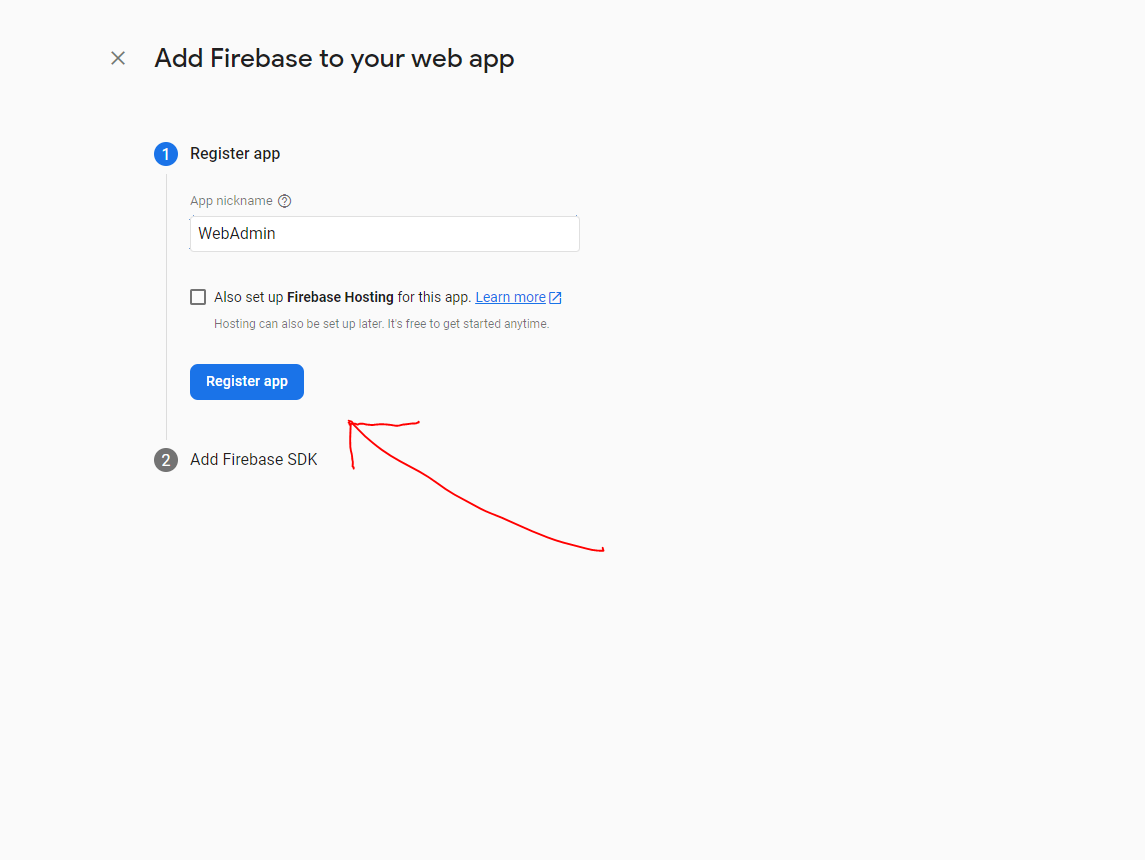 Add Firebase to your web app
1 Register app
App nickname ?
WebAdmin
Also set up Firebase Hosting for this app. Learn more
Hosting can also be set up later. It's free to get started anytime.
Register app
2 Add Firebase SDK